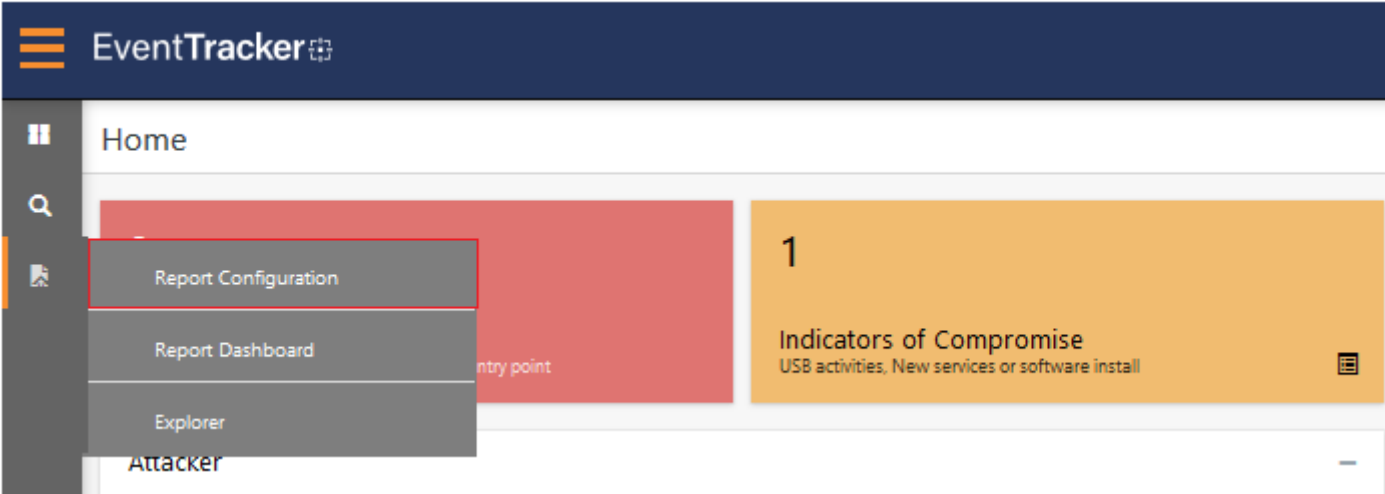 EventTracker
Home
Report Configuration
Report Dashboard
Explorer
ntry point
1
Indicators of Compromise
USB activities, New services or software install
Attacker